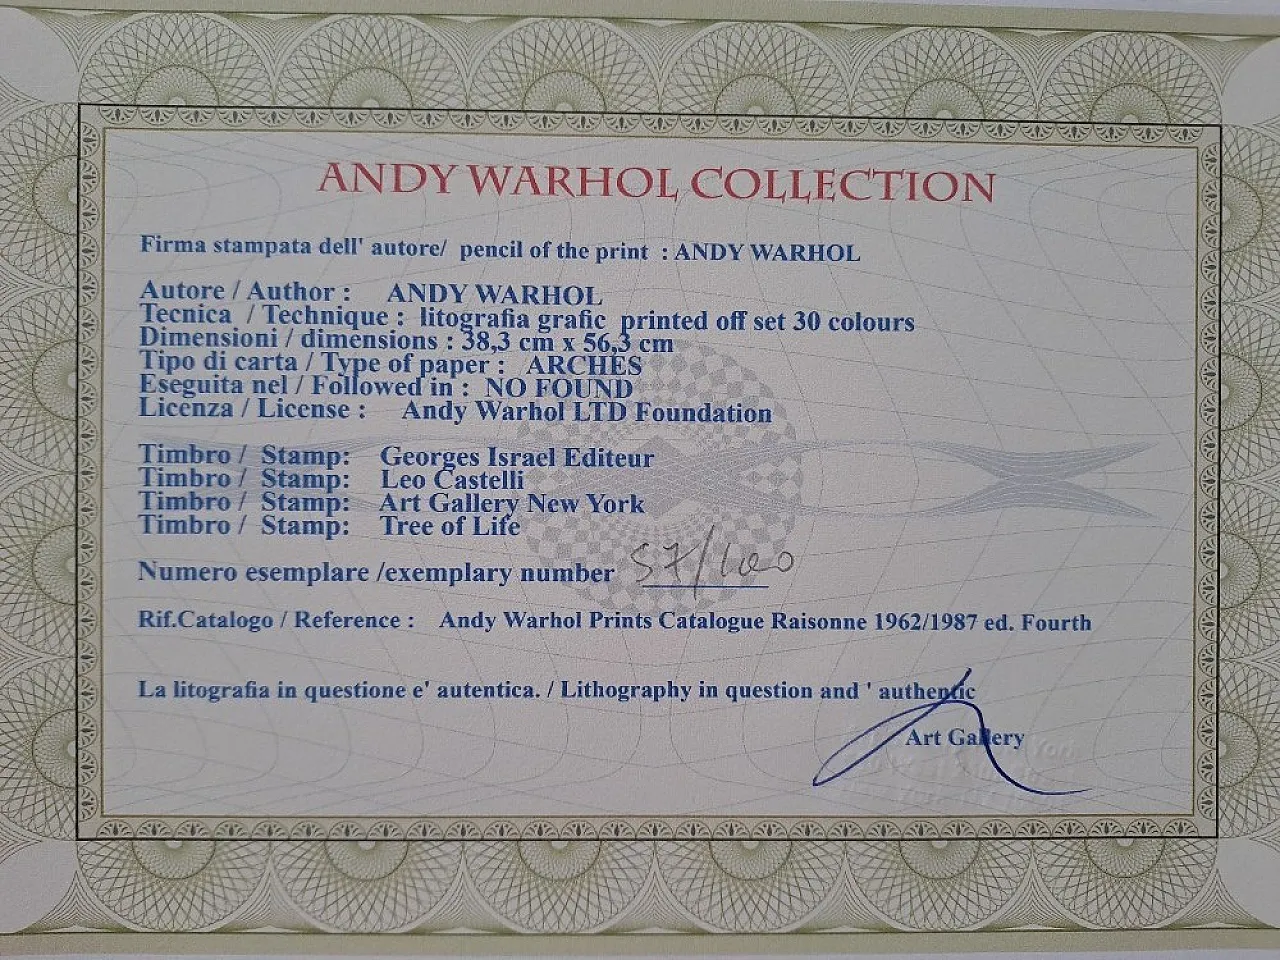 ANDY WARHOL COLLECTION
Firma stampata dell' autore/ pencil of the print : ANDY WARHOL
Autore / Author : ANDY WARHOL
Tecnica / Technique : litografia grafic printed off set 30 colours
Dimensioni / dimensions : 38,3 cm x 56,3 cm
Tipo di carta / Type of paper : ARCHES
Eseguita nel / Followed in : NO FOUND
Licenza / License : Andy Warhol LTD Foundation
Timbro / Stamp: Georges Israel Editeur
Timbro / Stamp: Leo Castelli
Timbro / Stamp: Art Gallery New York
Timbro / Stamp: Tree of Life
Numero esemplare /exemplary number 57/100
Rif.Catalogo / Reference : Andy Warhol Prints Catalogue Raisonne 1962/1987 ed. Fourth
La litografia in questione e' autentica. / Lithography in question and ' authentic
Art Gallery